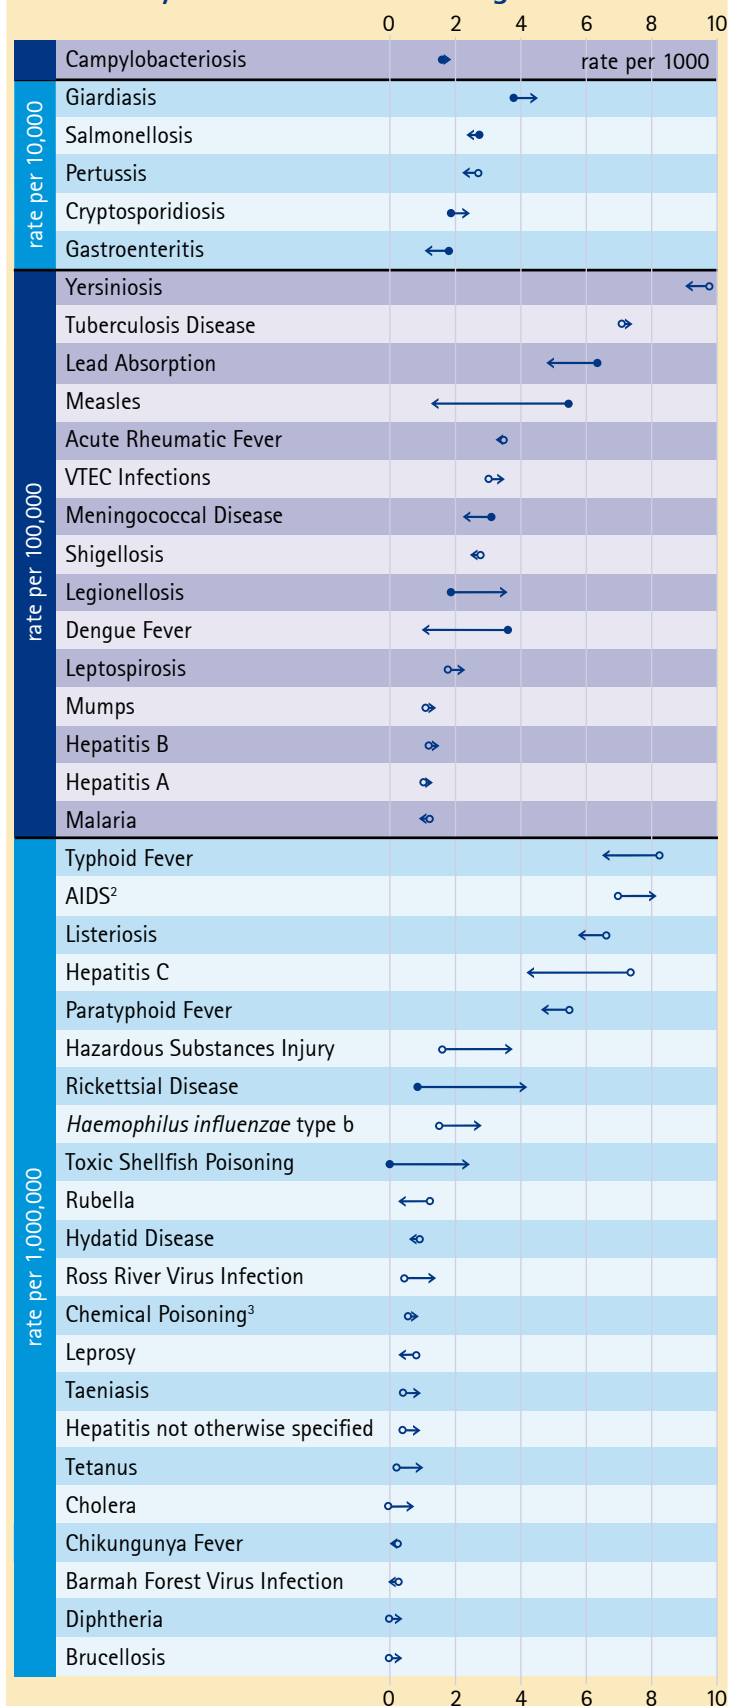 0 2 4 6 8 10
Campylobacteriosis
rate per 1000
rate per 10,000
Giardiasis
Salmonellosis
Pertussis
Cryptosporidiosis
Gastroenteritis
rate per 100,000
Yersiniosis
Tuberculosis Disease
Lead Absorption
Measles
Acute Rheumatic Fever
VTEC Infections
Meningococcal Disease
Shigellosis
Legionellosis
Dengue Fever
Leptospirosis
Mumps
Hepatitis B
Hepatitis A
Malaria
rate per 1,000,000
Typhoid Fever
AIDS²
Listeriosis
Hepatitis C
Paratyphoid Fever
Hazardous Substances Injury
Rickettsial Disease
Haemophilus influenzae type b
Toxic Shellfish Poisoning
Rubella
Hydatid Disease
Ross River Virus Infection
Chemical Poisoning³
Leprosy
Taeniasis
Hepatitis not otherwise specified
Tetanus
Cholera
Chikungunya Fever
Barmah Forest Virus Infection
Diphtheria
Brucellosis
0 2 4 6 8 10